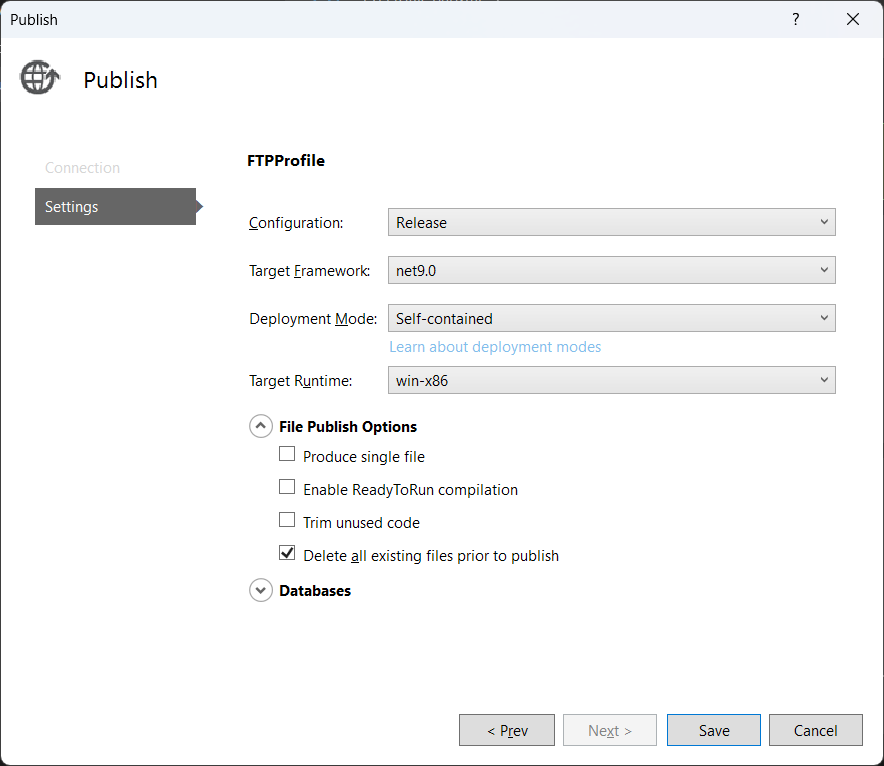 Publish
?
Publish
Connection
Settings
FTPProfile
Configuration: Release
Target Framework: net9.0
Deployment Mode: Self-contained
Learn about deployment modes
Target Runtime: win-x86
File Publish Options
Produce single file
Enable ReadyToRun compilation
Trim unused code
Delete all existing files prior to publish
Databases
< Prev Next > Save Cancel